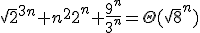 √2^{3n} + n^2 2^n + 9^n/3^n = Θ(√8^n)